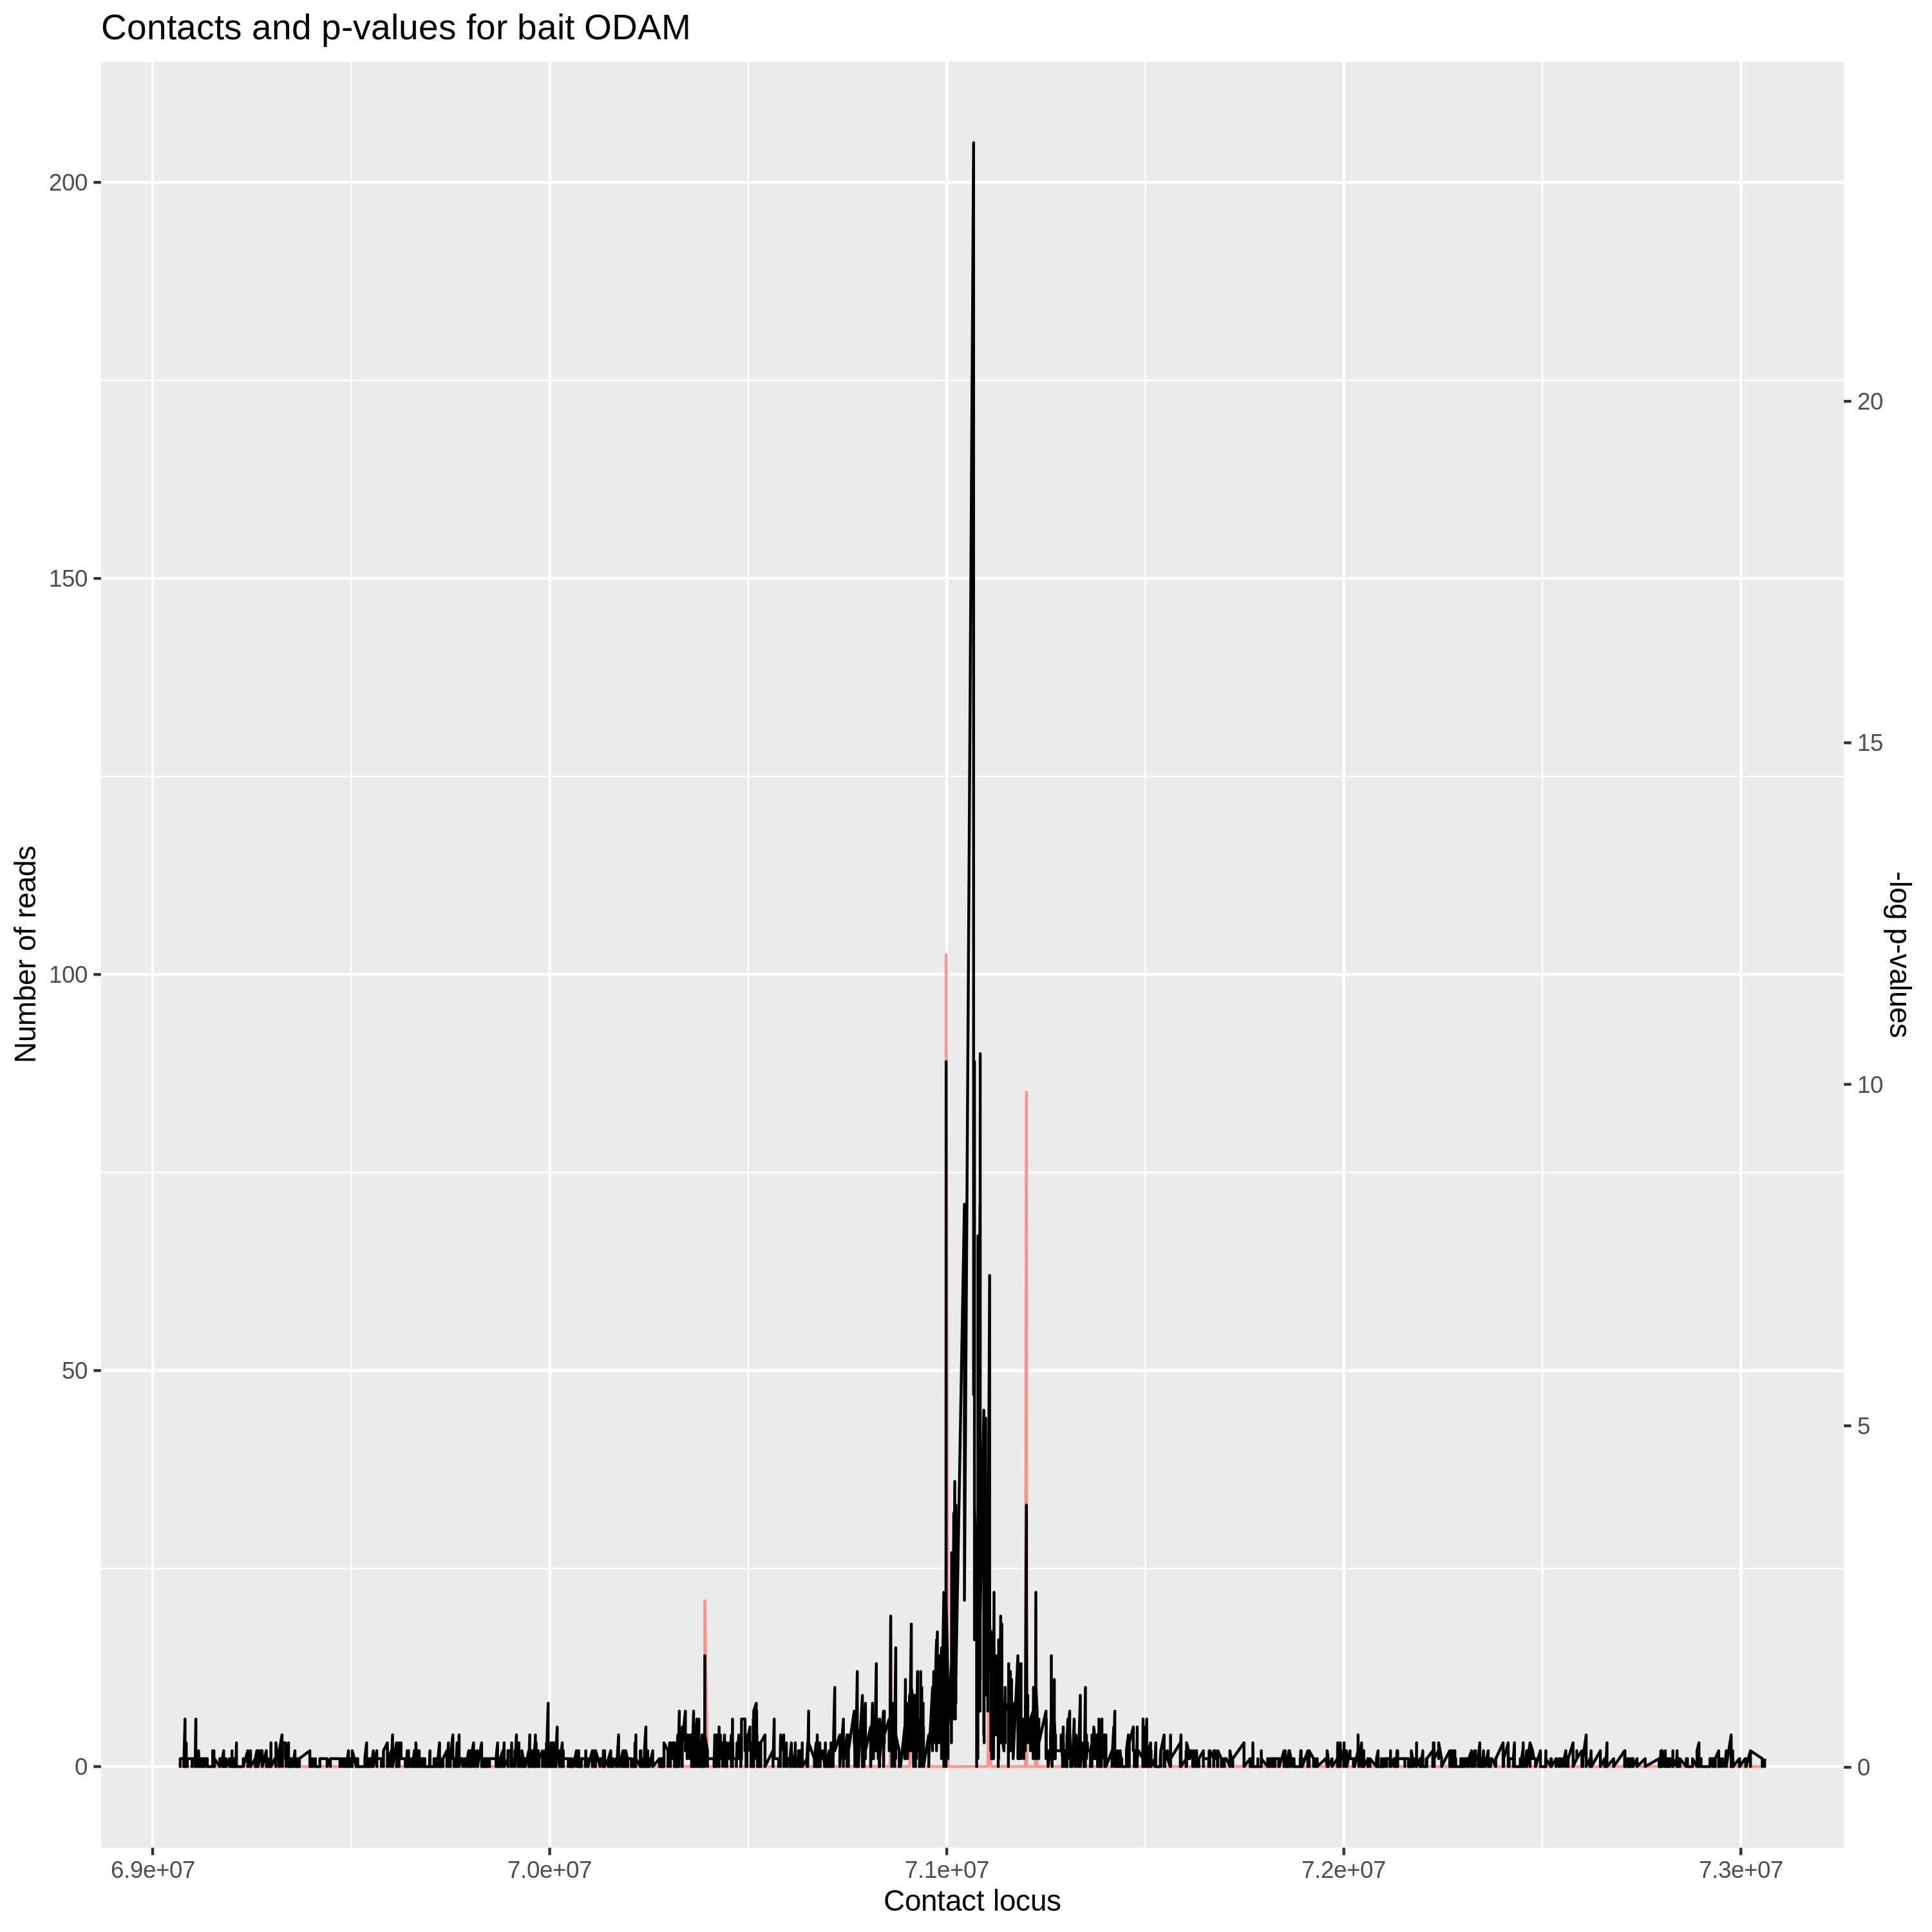 Contacts and p-values for bait ODAM
Number of reads
200
150
100
50
0
20
15
10
5
0
-log p-values
6.9e+07 7.0e+07 7.1e+07 7.2e+07 7.3e+07
Contact locus